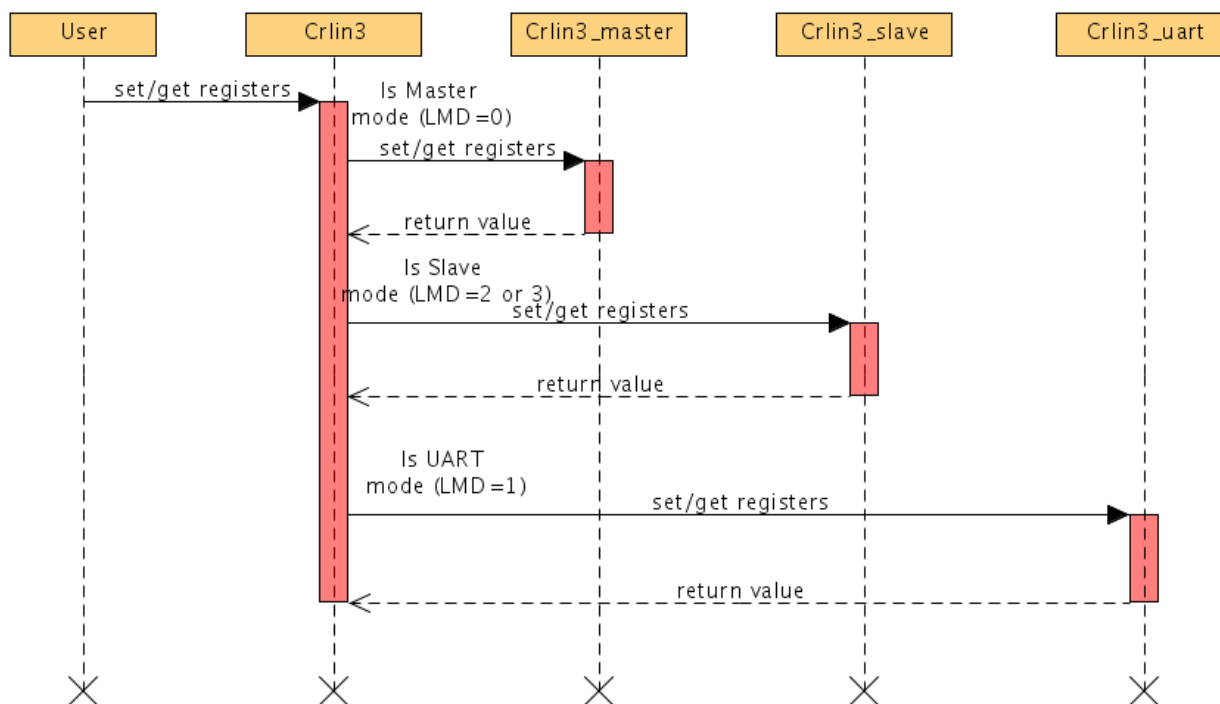 User
Crlin3
Crlin3_master
Crlin3_slave
Crlin3_uart
set/get registers
Is Master
mode (LMD=0)
set/get registers
return value
Is Slave
mode (LMD=2 or 3)
set/get registers
return value
Is UART
mode (LMD=1)
set/get registers
return value